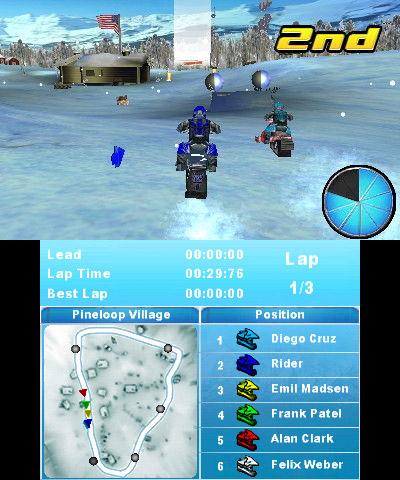 2nd
Lead 00:00:00
Lap Time 00:29:76
Best Lap 00:00:00
Lap
1/3
Pineloop Village
Position
1 Diego Cruz
2 Rider
3 Emil Madsen
4 Frank Patel
5 Alan Clark
6 Felix Weber